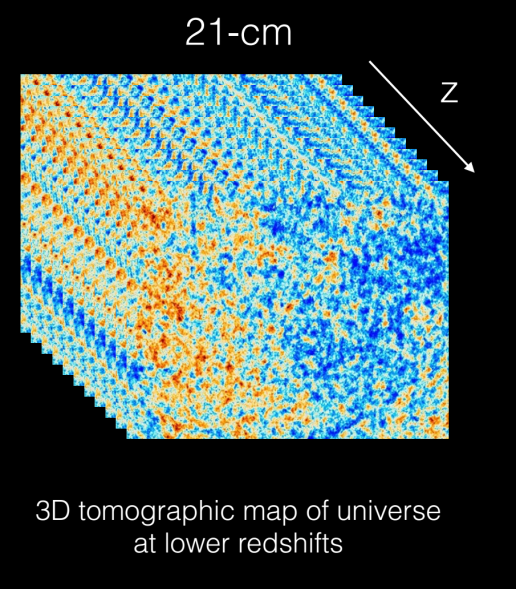 21-cm
z
3D tomographic map of universe
at lower redshifts